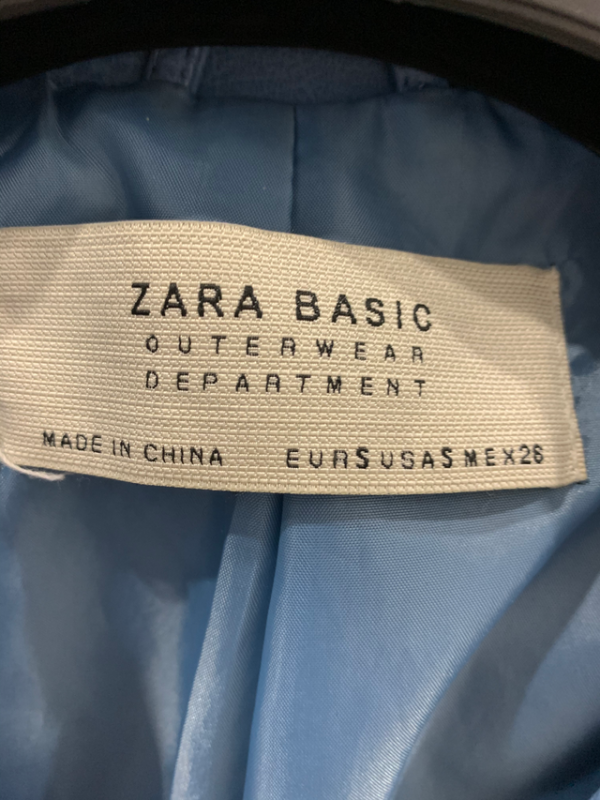 ZARA BASIC
OUTERWEAR
DEPARTMENT
MADE IN CHINA EUR S USA S MEX 26